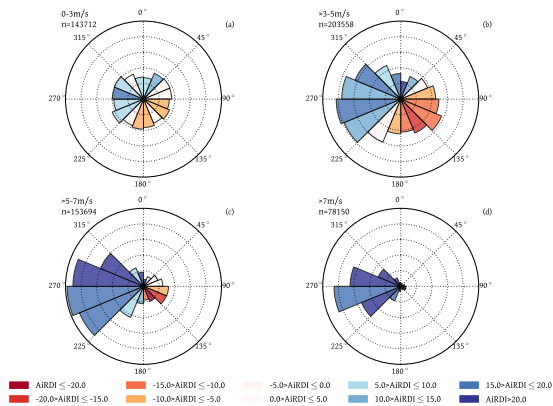 0-3m/s
n=143712
0°
(a)
315°
45°
270°
90°
225
135°
180°
>3-5m/s
n=203558
0°
(b)
315°
45°
270°
90°
225
135°
180°
>5-7m/s
n=153694
0°
(c)
315°
45°
270°
90°
225
135°
180°
>7m/s
n=78150
0°
(d)
315°
45°
270°
90°
225
135°
180°
AiRDI ≤ -20.0
-15.0>AiRDI ≤ -10.0
-5.0>AiRDI ≤ 0.0
5.0>AiRDI ≤ 10.0
15.0>AiRDI ≤ 20.0
-20.0>AiRDI ≤ -15.0
-10.0>AiRDI ≤ -5.0
0.0>AiRDI ≤ 5.0
10.0>AiRDI ≤ 15.0
AiRDI>20.0